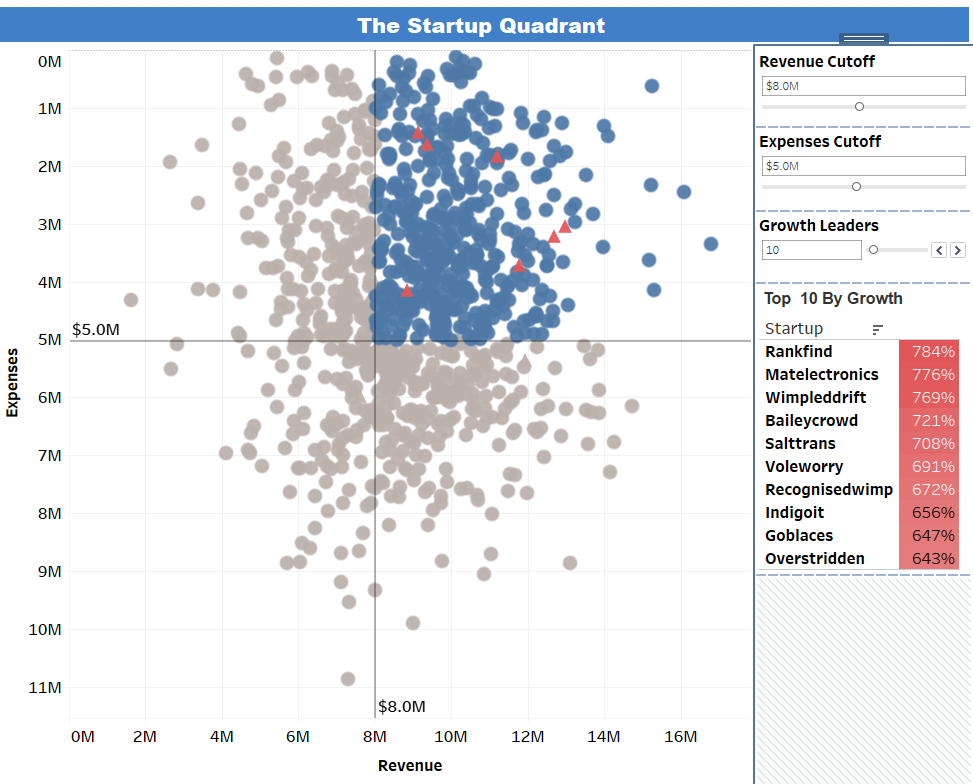 The Startup Quadrant
0M
1M
2M
3M
4M
$5.0M
5M
6M
7M
8M
9M
10M
11M
Expenses
$8.0M
0M 2M 4M 6M 8M 10M 12M 14M 16M
Revenue
Revenue Cutoff
$8.0M
Expenses Cutoff
$5.0M
Growth Leaders
10
Top 10 By Growth
Startup
Rankfind 784%
Matelectronics 776%
Wimpleddrift 769%
Baileycrowd 721%
Salttrans 708%
Voleworry 691%
Recognisedwimp 672%
Indigoit 656%
Goblaces 647%
Overstridden 643%